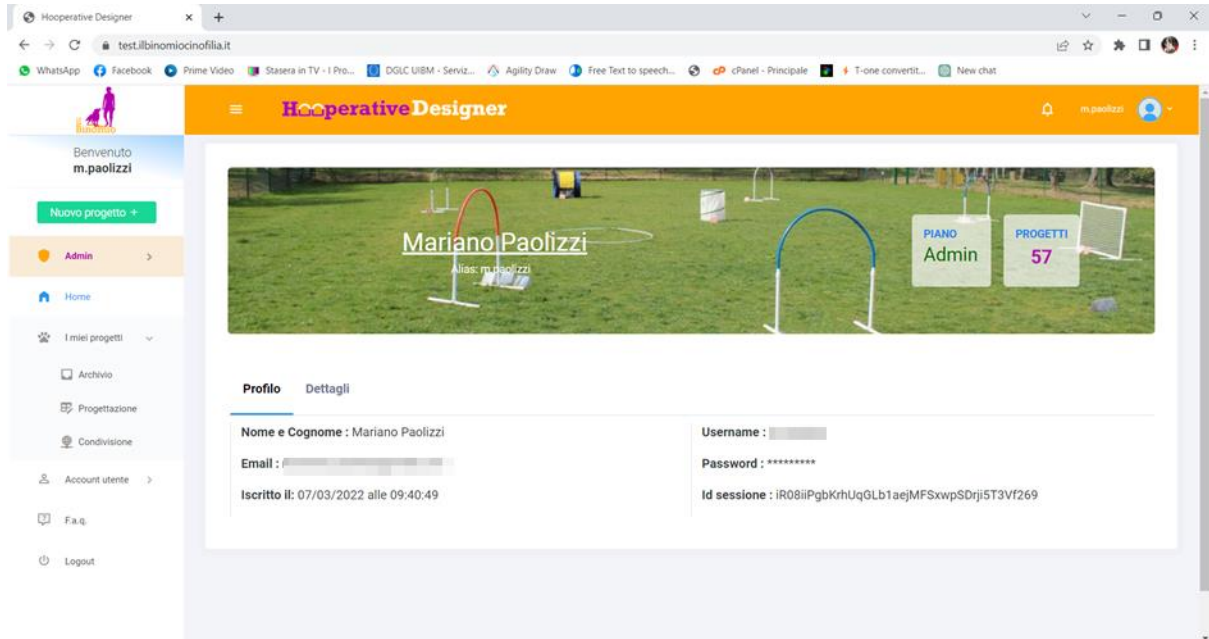 Hooperative Designer
test.ilbinomiocinofilia.it
WhatsApp Facebook Prime Video Stasera in TV - I Pro... DGLC UIBM - Serviz... Agility Draw Free Text to speech... cPanel - Principale T-one convertit... New chat
il Binomio
HooperativeDesigner
m.paolizzi
Benvenuto
m.paolizzi
Nuovo progetto +
Admin
Home
I miei progetti
Archivio
Progettazione
Condivisione
Account utente
F.a.q.
Logout
Mariano Paolizzi
Alias: m.paolizzi
PIANO
Admin
PROGETTI
57
Profilo Dettagli
Nome e Cognome : Mariano Paolizzi
Email :
Iscritto il: 07/03/2022 alle 09:40:49
Username :
Password : *********
Id sessione : iR08iiPgbKrhUqGLb1aejMFSxwpSDrji5T3Vf269